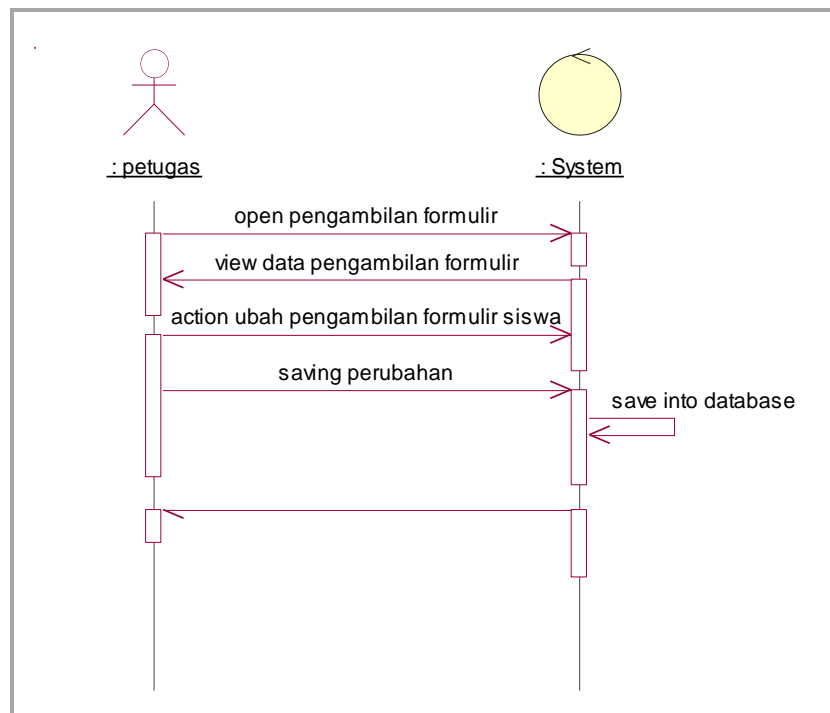 : petugas
: System
open pengambilan formulir
view data pengambilan formulir
action ubah pengambilan formulir siswa
saving perubahan
save into database